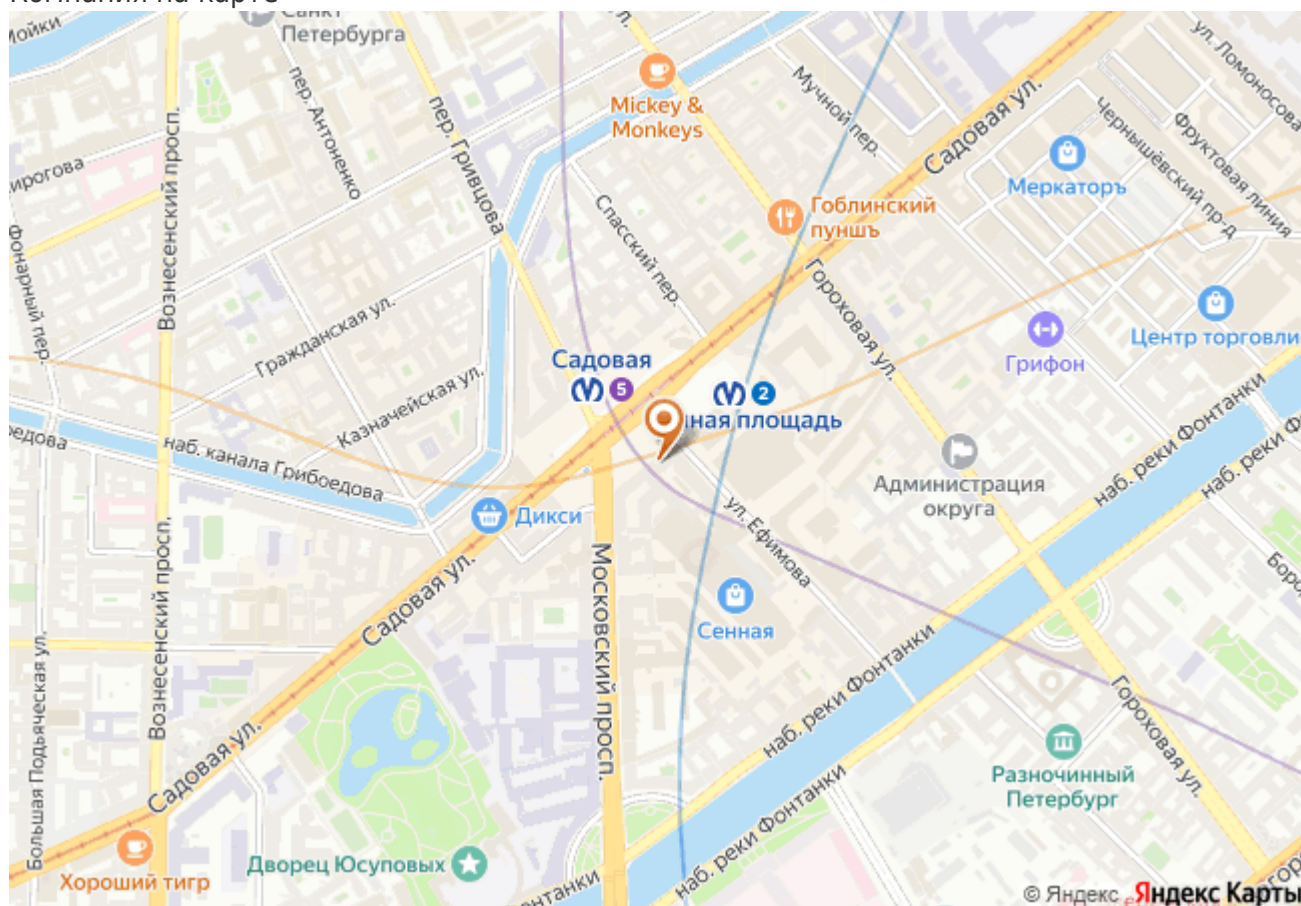 Компания на карте
Мойки
Санкт
Петербурга
пер. Антоненко
пер. Гривцова
Mickey &
Monkeys
Мучной пер.
Садовая ул.
ул. Ломоносова
Чернышёвский пр-д
Фруктовая линия
Меркаторъ
Вознесенский просп.
Фонарный пер.
Гоблинский
пуншъ
Спасский пер.
Гражданская ул.
Казначейская ул.
Гороховая ул.
Центр торговли
Грифон
Садовая
5
2
ная площадь
наб. канала Грибоедова
Администрация
округа
наб. реки Фонтанки
наб. реки Ф
Дикси
ул. Ефимова
Вознесенский просп.
Садовая ул.
Московский просп.
Сенная
наб. реки Фонтанки
Большая Подьяческая ул.
Садовая ул.
Гороховая ул.
Разночинный
Петербург
наб. реки Фонтанки
Дворец Юсуповых
Хороший тигр
© Яндекс Яндекс Карты